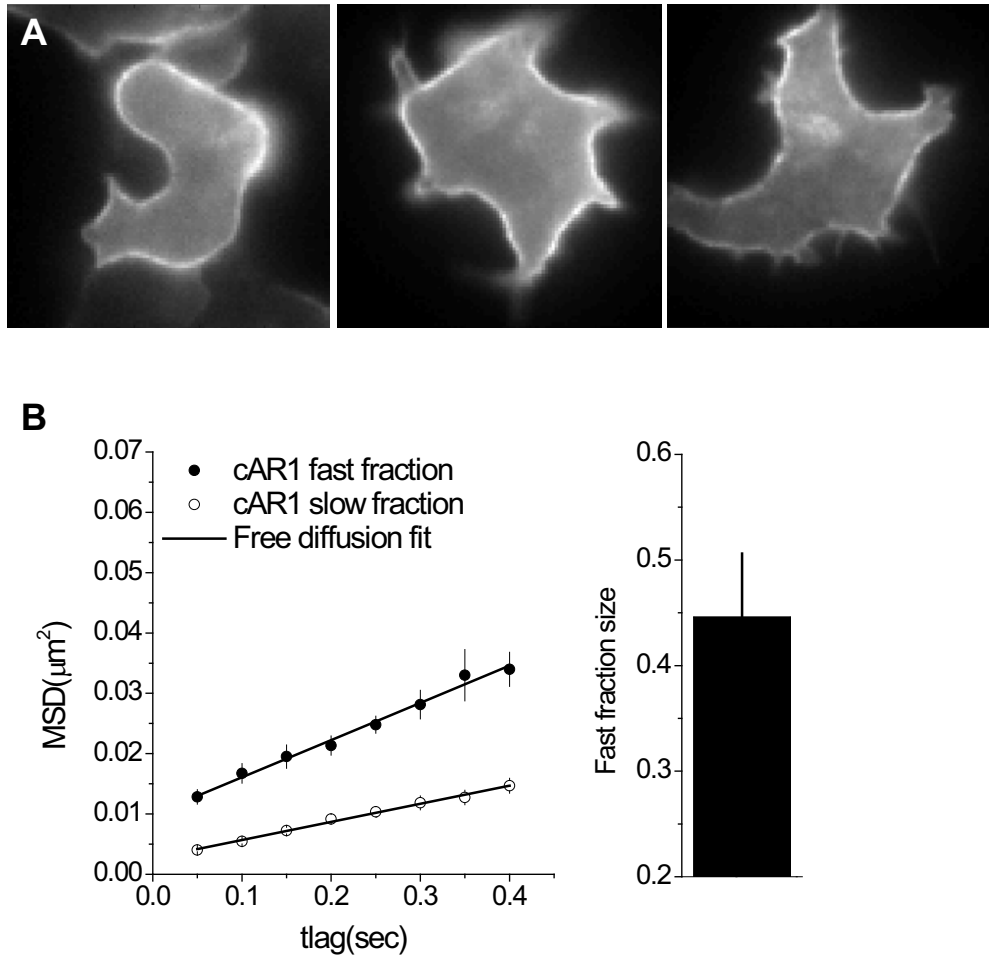 A
B
cAR1 fast fraction
cAR1 slow fraction
Free diffusion fit
MSD(μm²)
0.07
0.06
0.05
0.04
0.03
0.02
0.01
0.00
0.0 0.1 0.2 0.3 0.4
tlag(sec)
Fast fraction size
0.6
0.5
0.4
0.3
0.2